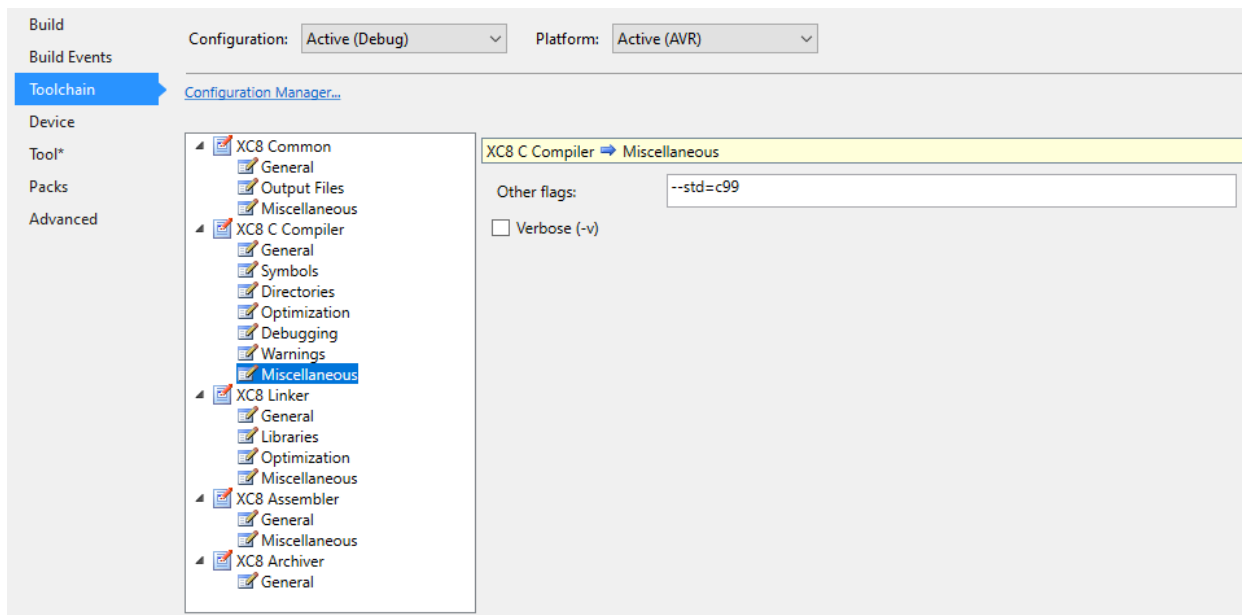 Build
Build Events
Toolchain
Device
Tool*
Packs
Advanced
Configuration: Active (Debug) Platform: Active (AVR)
Configuration Manager...
XC8 Common
General
Output Files
Miscellaneous
XC8 C Compiler
General
Symbols
Directories
Optimization
Debugging
Warnings
Miscellaneous
XC8 Linker
General
Libraries
Optimization
Miscellaneous
XC8 Assembler
General
Miscellaneous
XC8 Archiver
General
XC8 C Compiler ➡ Miscellaneous
Other flags: --std=c99
Verbose (-v)